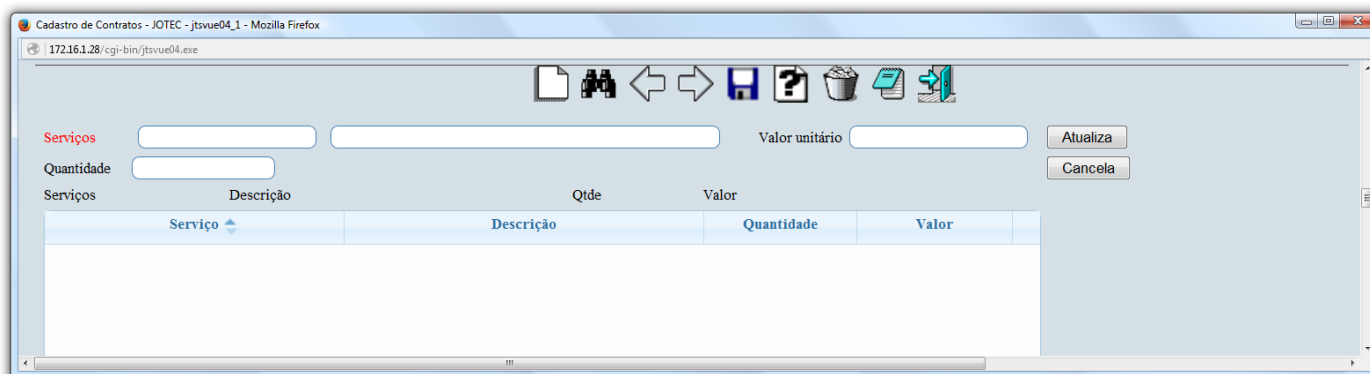 Cadastro de Contratos - JOTEC - jtsvue04_1 - Mozilla Firefox
172.16.1.28/cgi-bin/jtsvue04.exe
Serviços Valor unitário Atualiza
Quantidade Cancela
Serviços Descrição Qtde Valor
Serviço Descrição Quantidade Valor